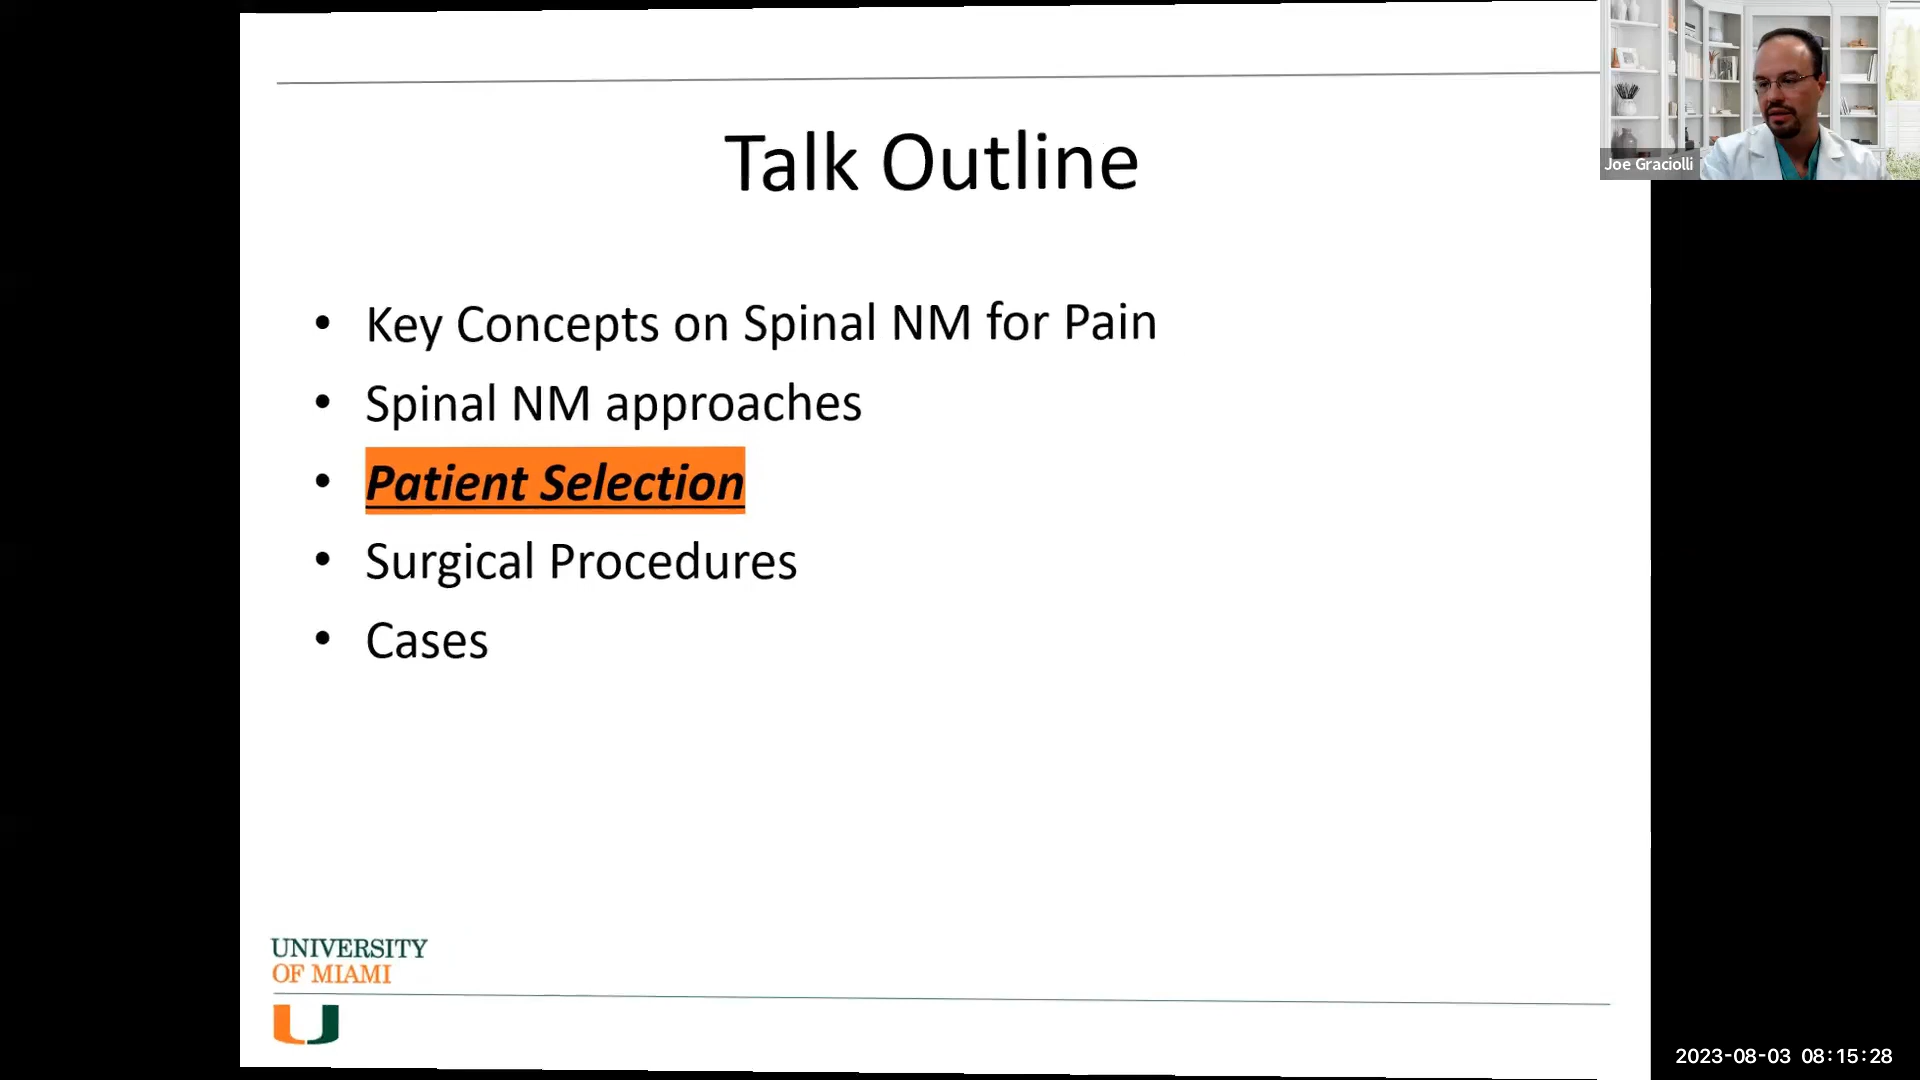 Talk Outline
• Key Concepts on Spinal NM for Pain
• Spinal NM approaches
• Patient Selection
• Surgical Procedures
• Cases
UNIVERSITY
OF MIAMI
Joe Graciolli
2023-08-03 08:15:28